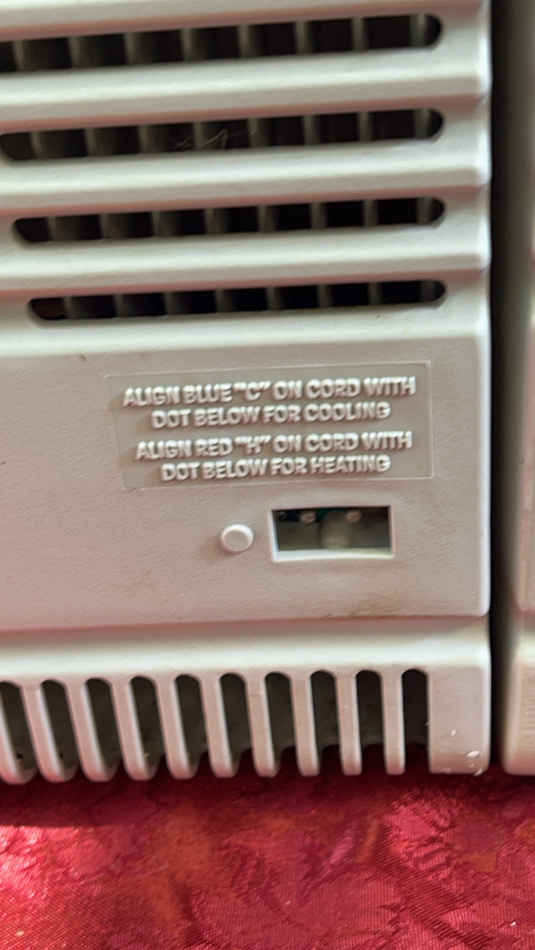 ALIGN BLUE "C" ON CORD WITH
DOT BELOW FOR COOLING
ALIGN RED "H" ON CORD WITH
DOT BELOW FOR HEATING